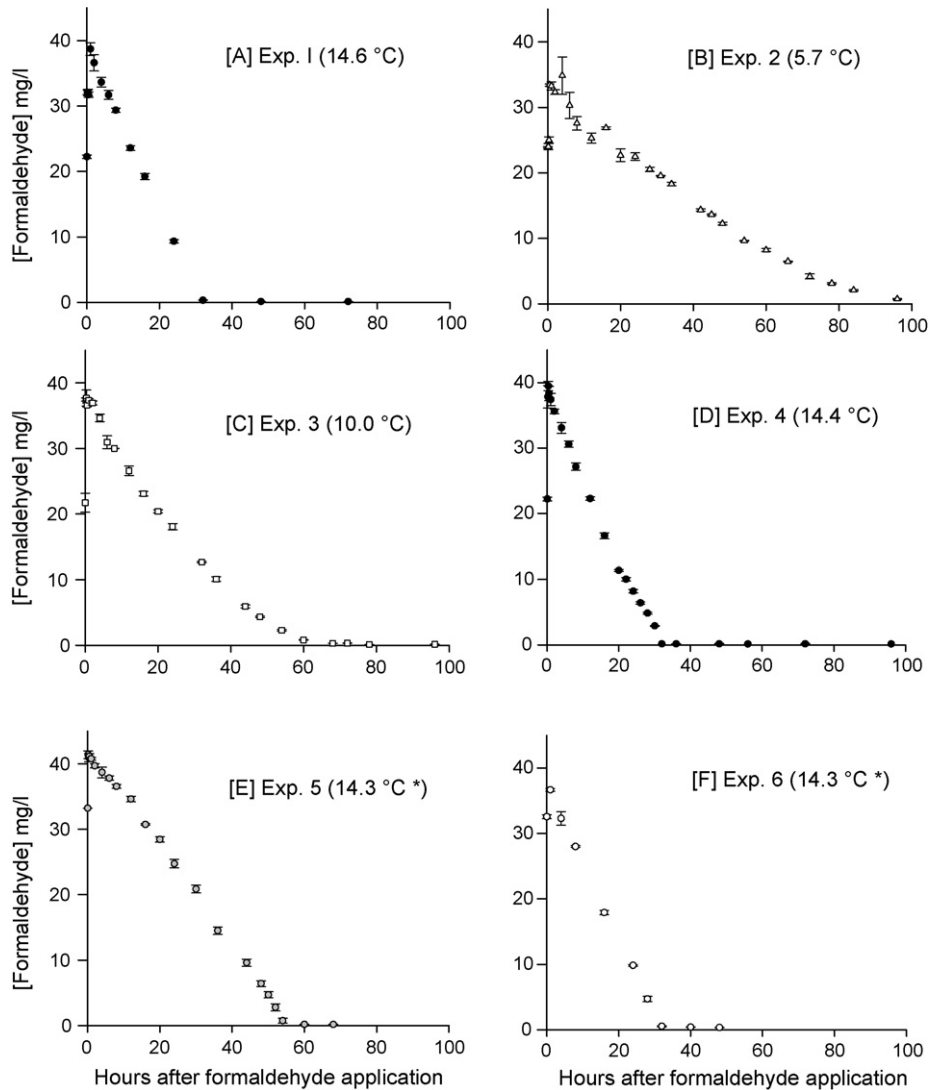 [A] Exp. I (14.6 °C)
[Formaldehyde] mg/l
40
30
20
10
0
0 20 40 60 80 100
[B] Exp. 2 (5.7 °C)
40
30
20
10
0
0 20 40 60 80 100
[C] Exp. 3 (10.0 °C)
[Formaldehyde] mg/l
40
30
20
10
0
0 20 40 60 80 100
[D] Exp. 4 (14.4 °C)
40
30
20
10
0
0 20 40 60 80 100
[E] Exp. 5 (14.3 °C *)
[Formaldehyde] mg/l
40
30
20
10
0
0 20 40 60 80 100
Hours after formaldehyde application
[F] Exp. 6 (14.3 °C *)
40
30
20
10
0
0 20 40 60 80 100
Hours after formaldehyde application